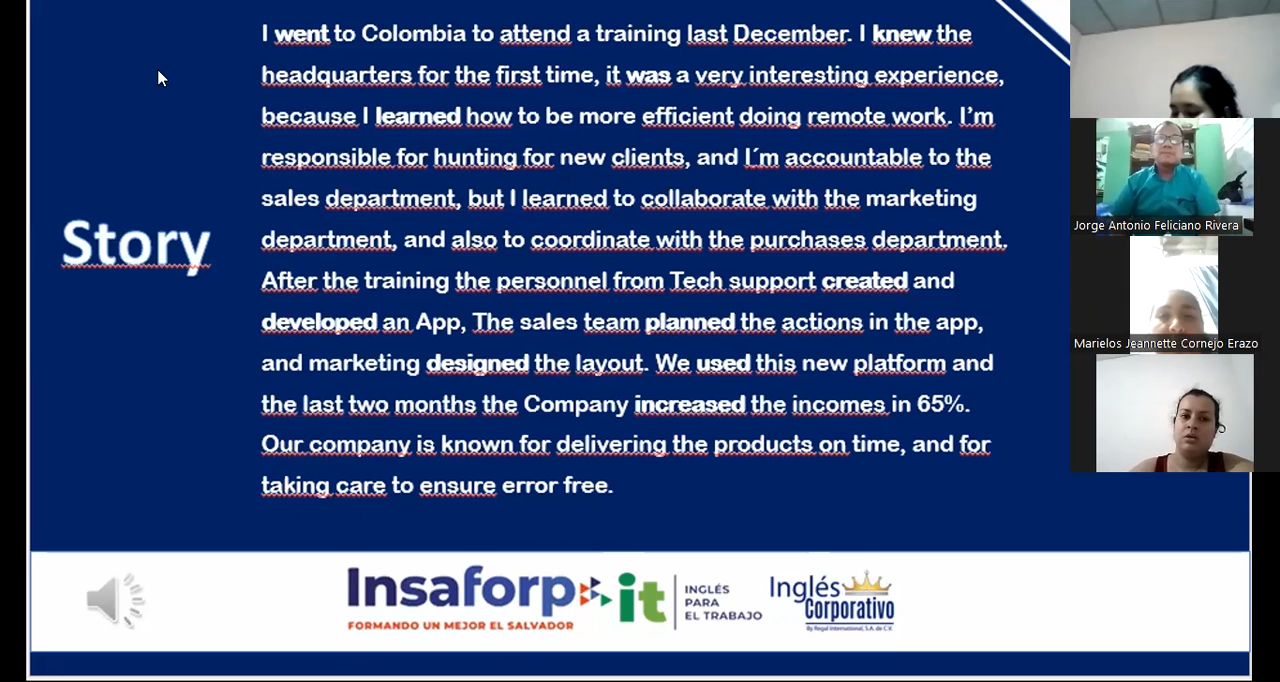 I went to Colombia to attend a training last December. I knew the
headquarters for the first time, it was a very interesting experience,
because I learned how to be more efficient doing remote work. I'm
responsible for hunting for new clients, and I´m accountable to the
sales department, but I learned to collaborate with the marketing
department, and also to coordinate with the purchases department.
After the training the personnel from Tech support created and
developed an App, The sales team planned the actions in the app,
and marketing designed the layout. We used this new platform and
the last two months the Company increased the incomes in 65%.
Our company is known for delivering the products on time, and for
taking care to ensure error free.
Story
Jorge Antonio Feliciano Rivera
Marielos Jeannette Cornejo Erazo
Insaforp
FORMANDO UN MEJOR EL SALVADOR
it
INGLÉS
PARA
EL TRABAJO
Inglés
Corporativo
By Regal International, S.A. de C.V.